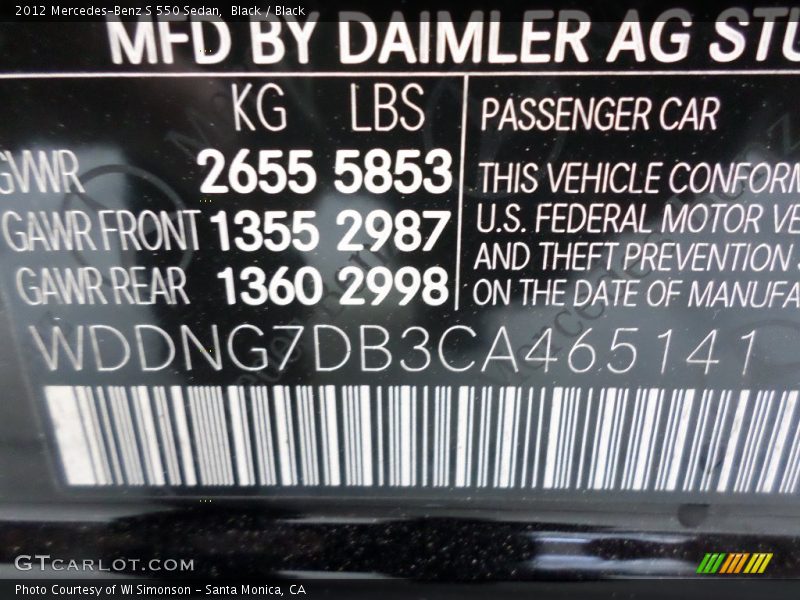 2012 Mercedes-Benz S 550 Sedan, Black / Black
MFD BY DAIMLER AG STU
KG LBS
GVWR 2655 5853
GAWR FRONT 1355 2987
GAWR REAR 1360 2998
PASSENGER CAR
THIS VEHICLE CONFORM
U.S. FEDERAL MOTOR VE
AND THEFT PREVENTION S
ON THE DATE OF MANUFA
WDDNG7DB3CA465141
GTCARLOT.COM
Photo Courtesy of WI Simonson - Santa Monica, CA